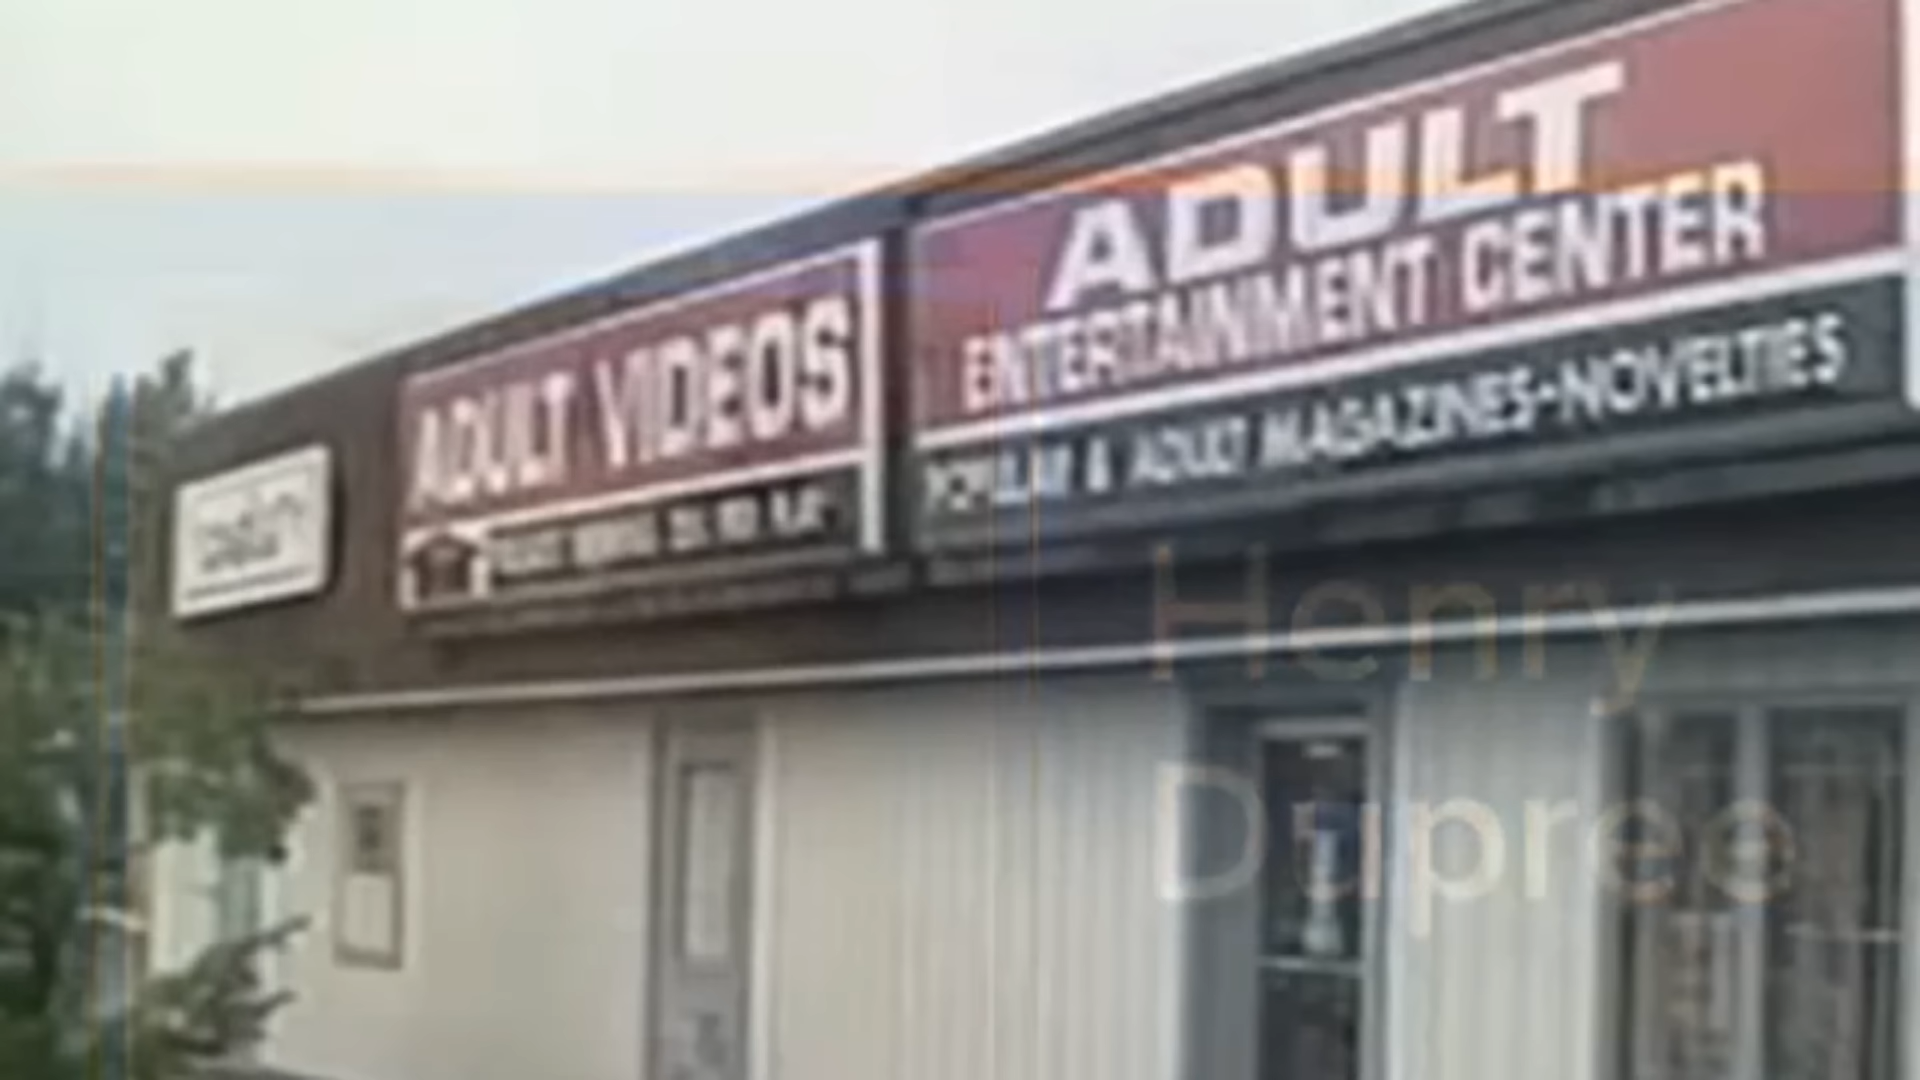 ADULT VIDEOS
ADULT
ENTERTAINMENT CENTER
POPULAR & ADULT MAGAZINES-NOVELTIES
Henry
Dupree